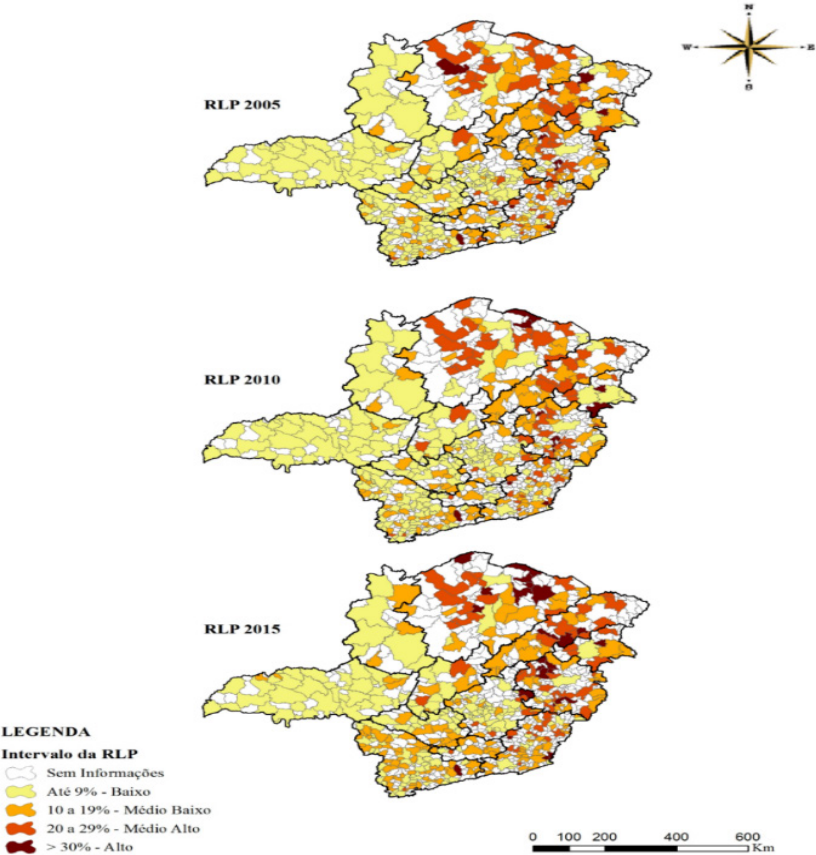 N
W
E
S
RLP 2005
RLP 2010
RLP 2015
LEGENDA
Intervalo da RLP
Sem Informações
Até 9% - Baixo
10 a 19% - Médio Baixo
20 a 29% - Médio Alto
> 30% - Alto
0 100 200 400 600
Km